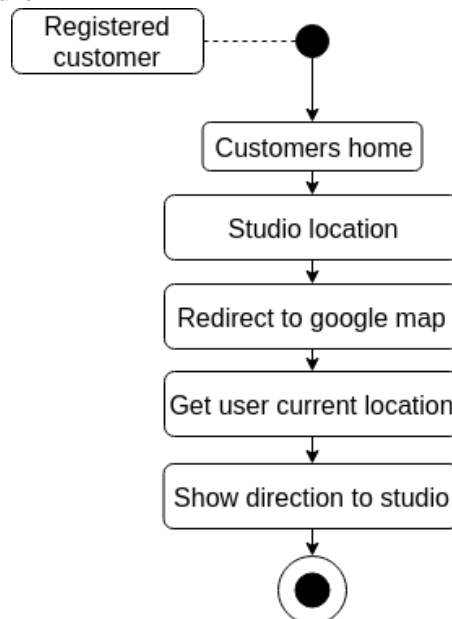 Registered
customer
Customers home
Studio location
Redirect to google map
Get user current location
Show direction to studio